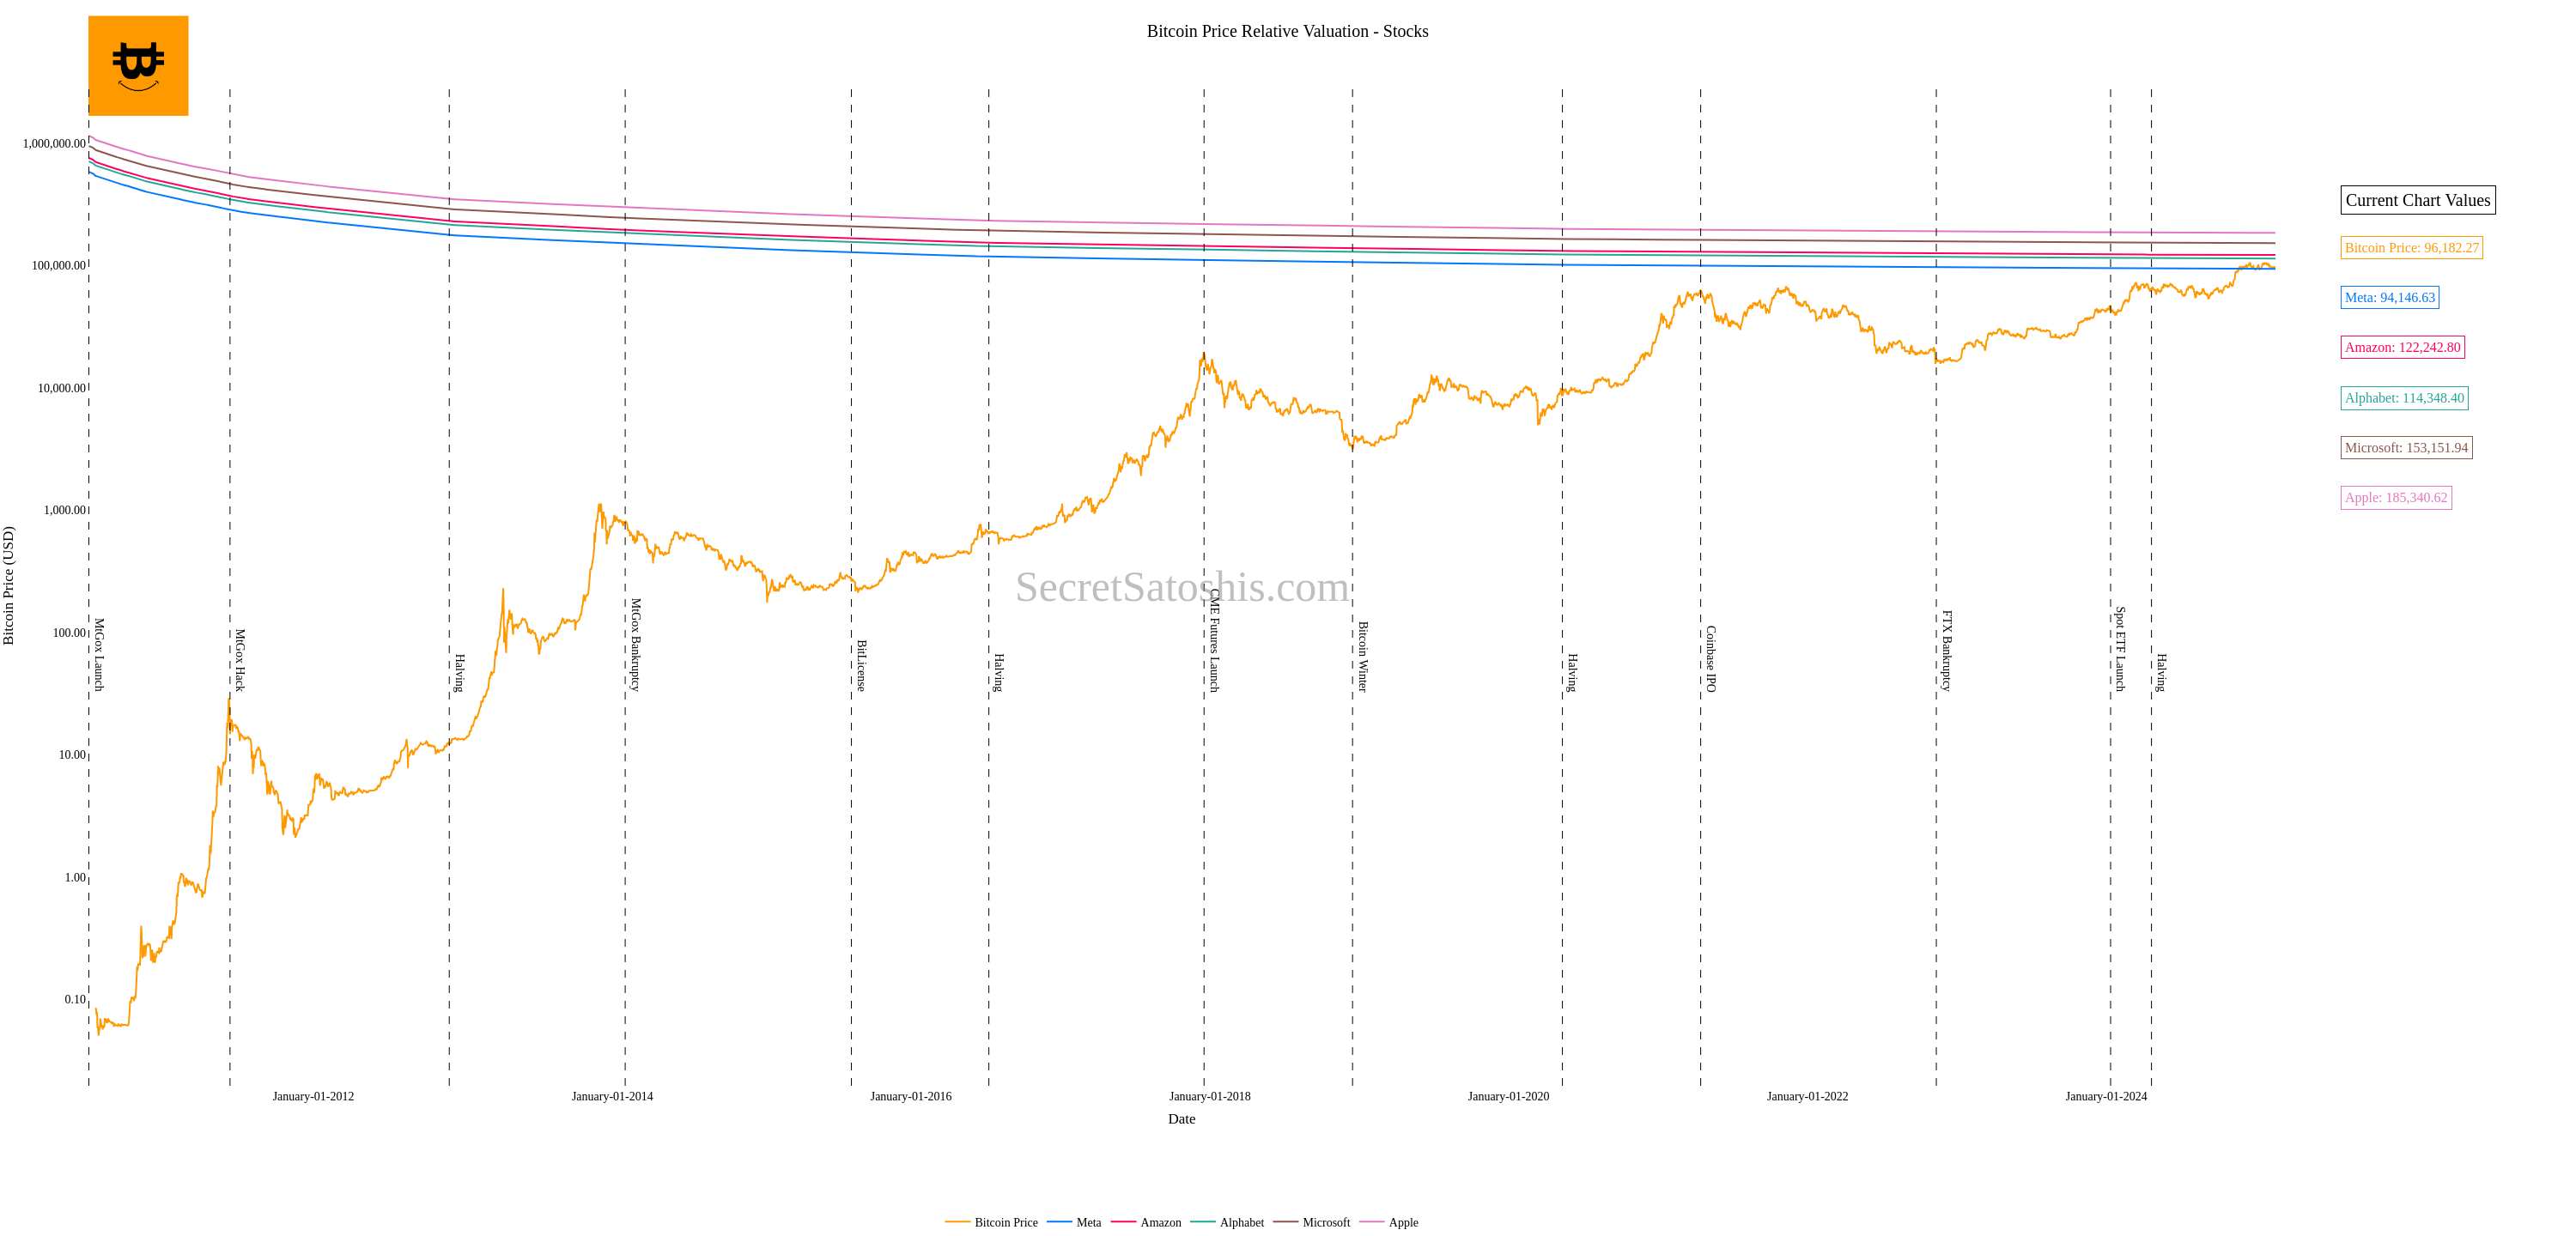 Bitcoin Price Relative Valuation - Stocks
1,000,000.00
100,000.00
10,000.00
1,000.00
100.00
10.00
1.00
0.10
Bitcoin Price (USD)
MtGox Launch
MtGox Hack
Halving
MtGox Bankruptcy
BitLicense
Halving
CME Futures Launch
Bitcoin Winter
Halving
Coinbase IPO
FTX Bankruptcy
Spot ETF Launch
Halving
SecretSatoshis.com
January-01-2012
January-01-2014
January-01-2016
January-01-2018
January-01-2020
January-01-2022
January-01-2024
Date
Current Chart Values
Bitcoin Price: 96,182.27
Meta: 94,146.63
Amazon: 122,242.80
Alphabet: 114,348.40
Microsoft: 153,151.94
Apple: 185,340.62
Bitcoin Price
Meta
Amazon
Alphabet
Microsoft
Apple